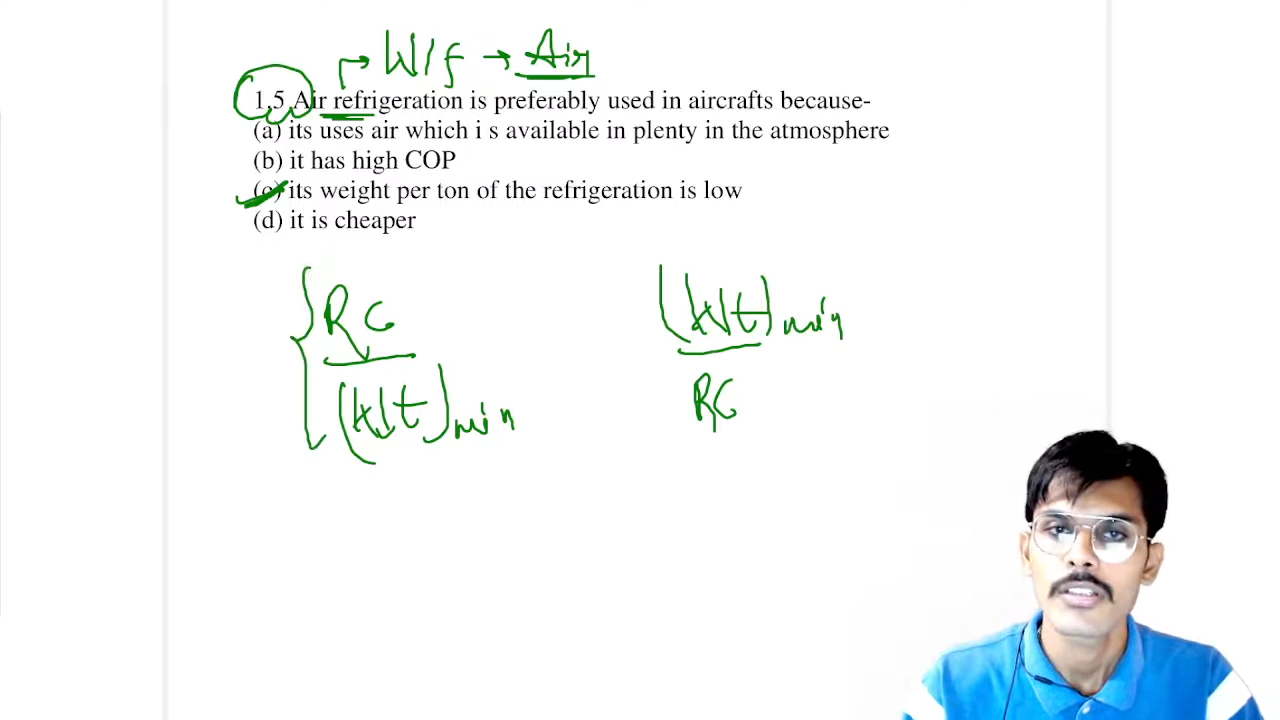 W/f → Air
1.5 Air refrigeration is preferably used in aircrafts because-
(a) its uses air which i s available in plenty in the atmosphere
(b) it has high COP
(c) its weight per ton of the refrigeration is low
(d) it is cheaper
RC (Wt)min
(Wt)min RC